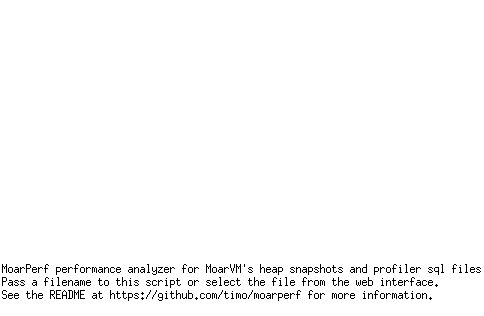 MoarPerf performance analyzer for MoarVM's heap snapshots and profiler sql files
Pass a filename to this script or select the file from the web interface.
See the README at https://github.com/timo/moarperf for more information.